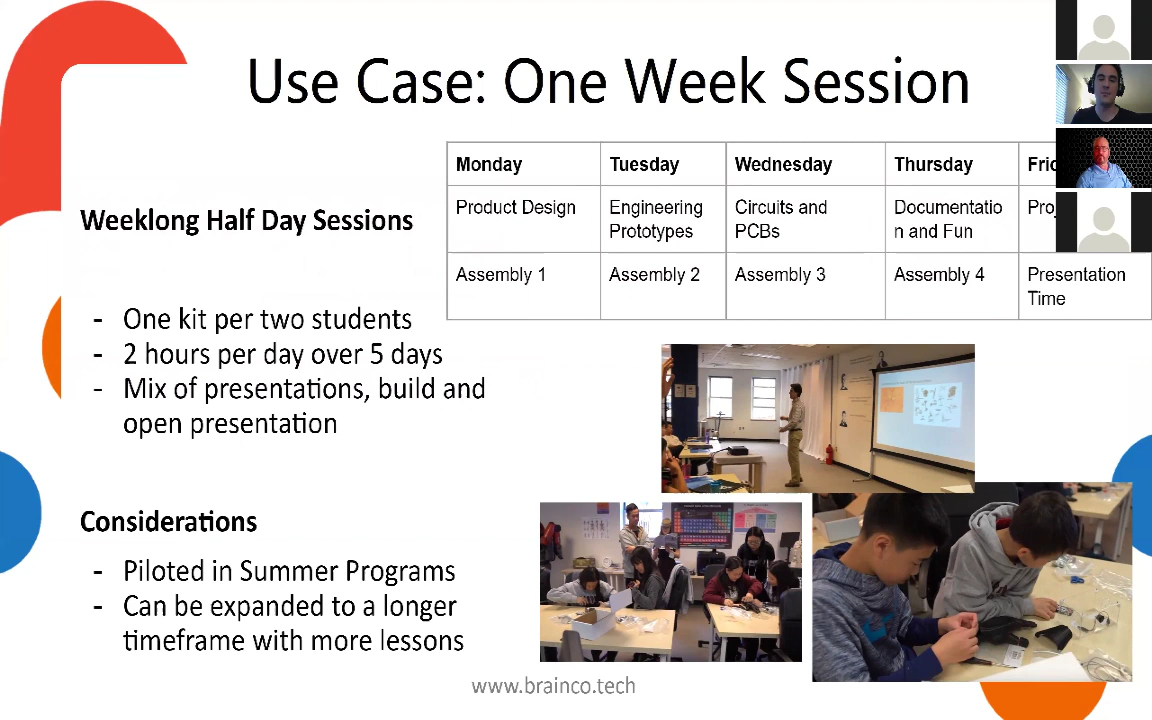 Use Case: One Week Session
Weeklong Half Day Sessions
- One kit per two students
- 2 hours per day over 5 days
- Mix of presentations, build and
open presentation
Considerations
- Piloted in Summer Programs
- Can be expanded to a longer
timeframe with more lessons
Monday Tuesday Wednesday Thursday
Product Design Engineering Circuits and Documentatio
Prototypes PCBs n and Fun
Assembly 1 Assembly 2 Assembly 3 Assembly 4 Presentation
Time
www.brainco.tech